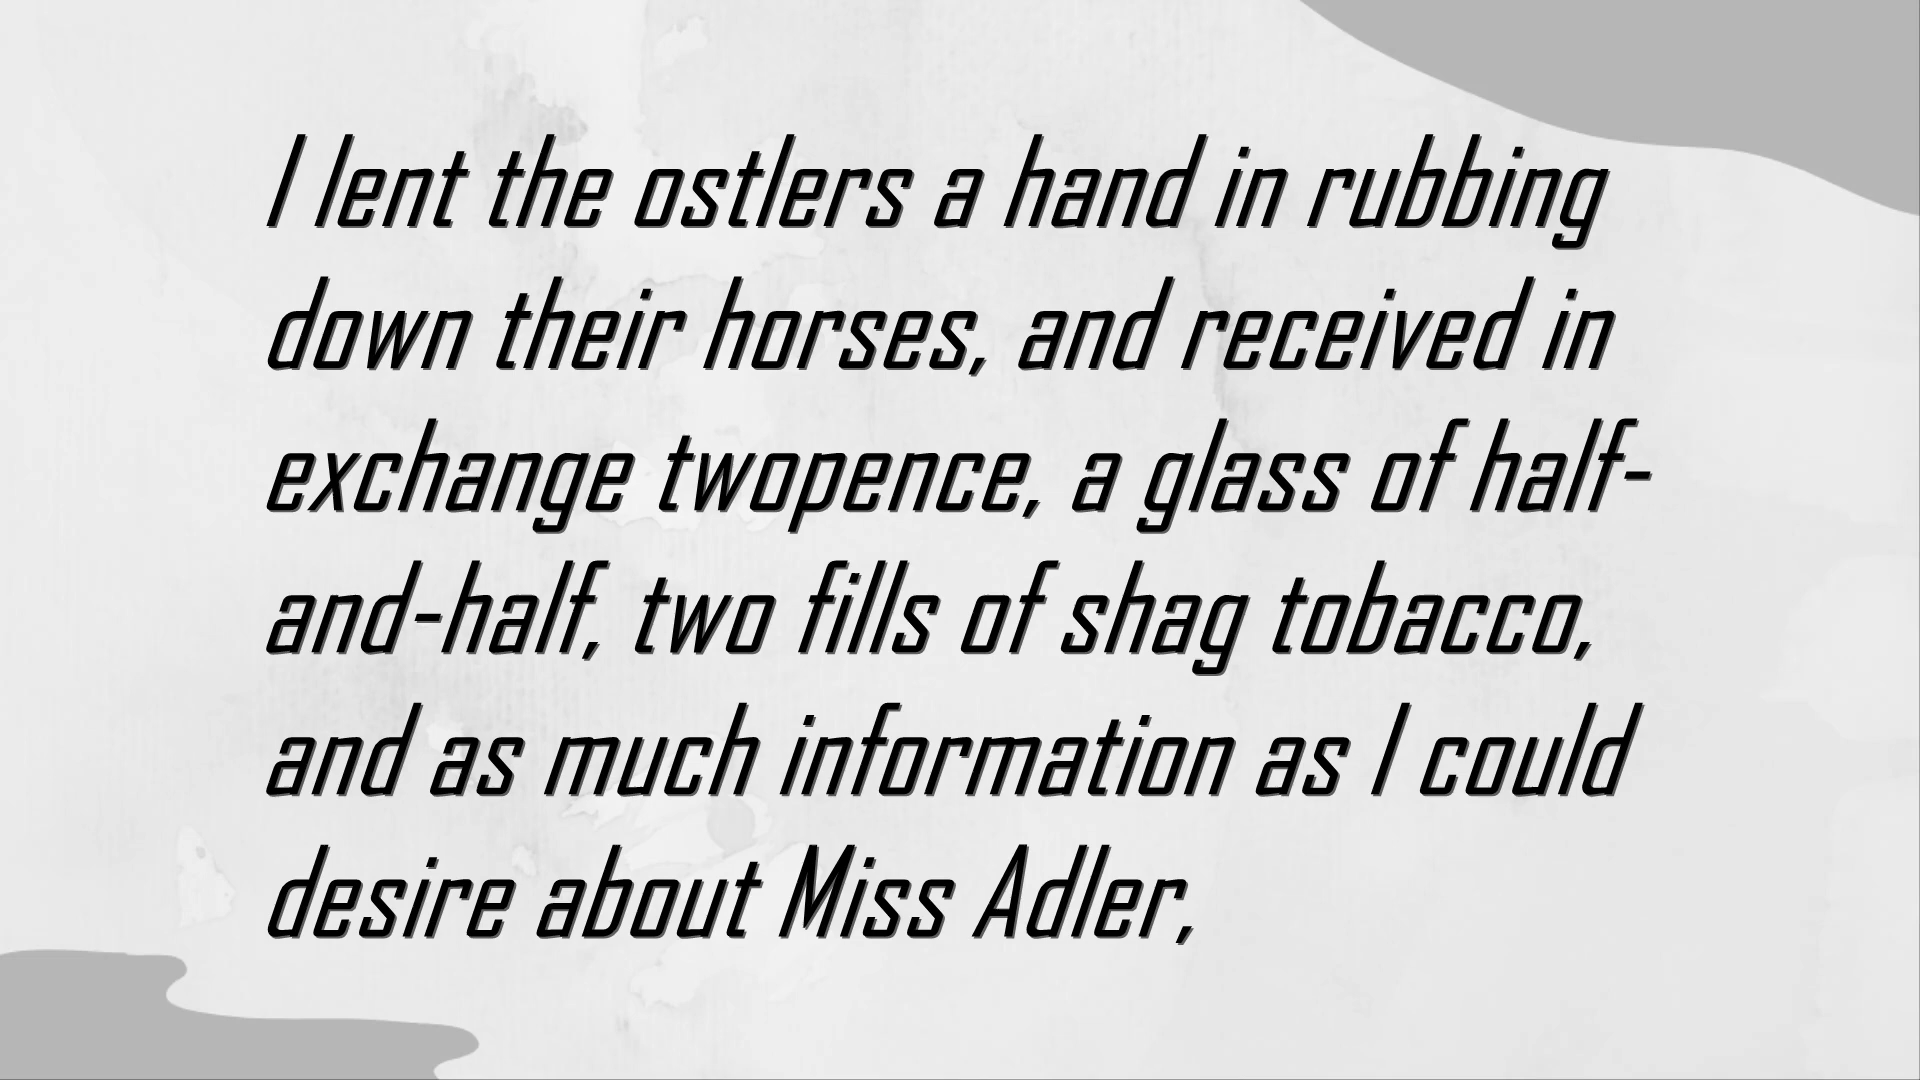 I lent the ostlers a hand in rubbing
down their horses, and received in
exchange twopence, a glass of half-
and-half, two fills of shag tobacco,
and as much information as I could
desire about Miss Adler,